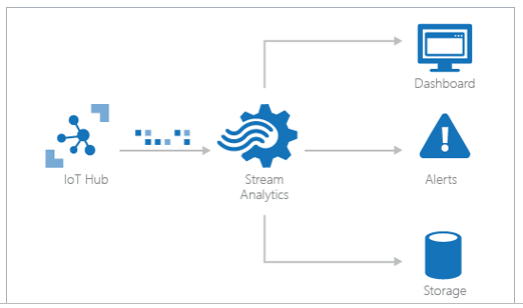 Dashboard
IoT Hub
Stream
Analytics
Alerts
Storage